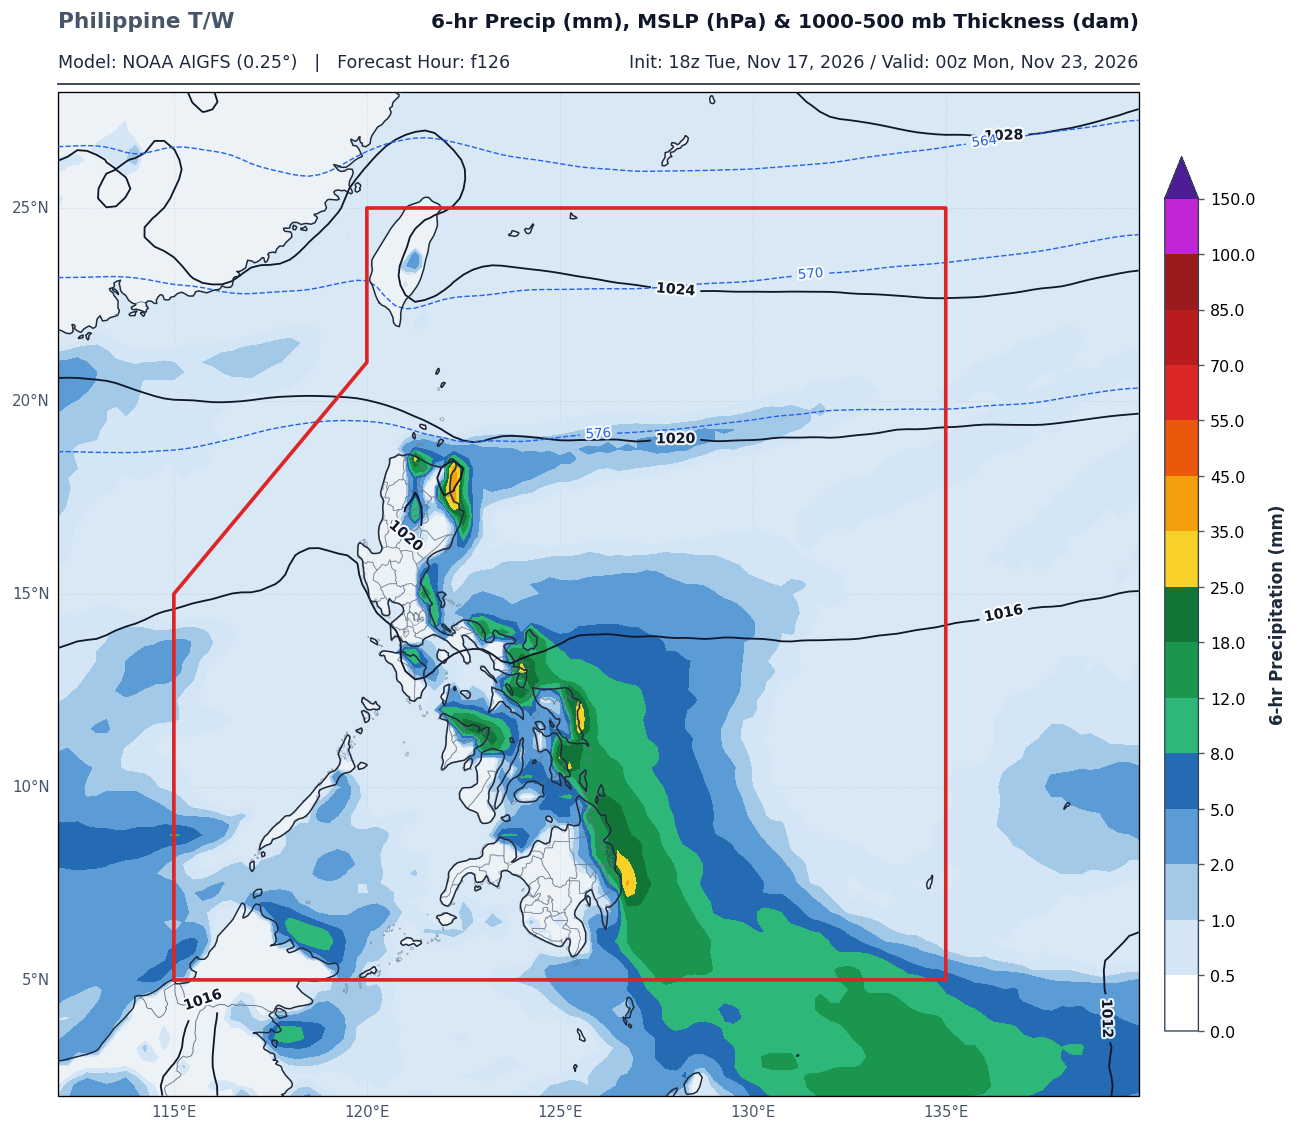 Philippine T/W
6-hr Precip (mm), MSLP (hPa) & 1000-500 mb Thickness (dam)
Model: NOAA AIGFS (0.25°) | Forecast Hour: f126
Init: 18z Tue, Nov 17, 2026 / Valid: 00z Mon, Nov 23, 2026
1028
564
25°N
570
1024
20°N
576
1020
1020
15°N
1016
10°N
5°N
1016
1012
115°E
120°E
125°E
130°E
135°E
150.0
100.0
85.0
70.0
55.0
45.0
35.0
25.0
18.0
12.0
8.0
5.0
2.0
1.0
0.5
0.0
6-hr Precipitation (mm)